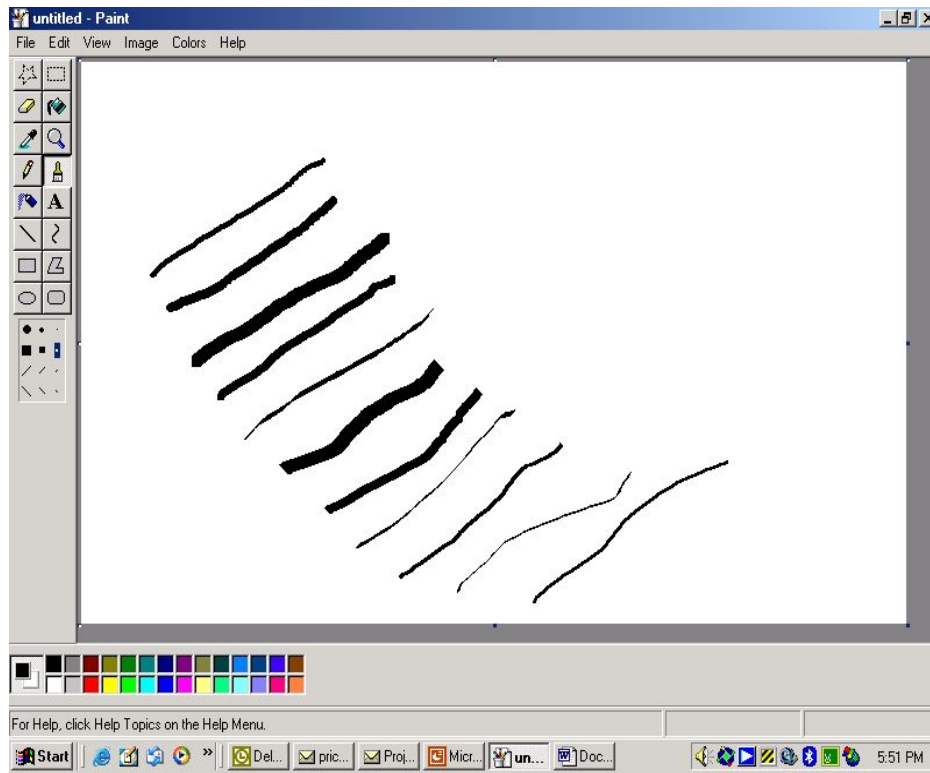 untitled - Paint
File Edit View Image Colors Help
A
For Help, click Help Topics on the Help Menu.
Start » Del... pric... Proj... Micr... un... Doc... 5:51 PM